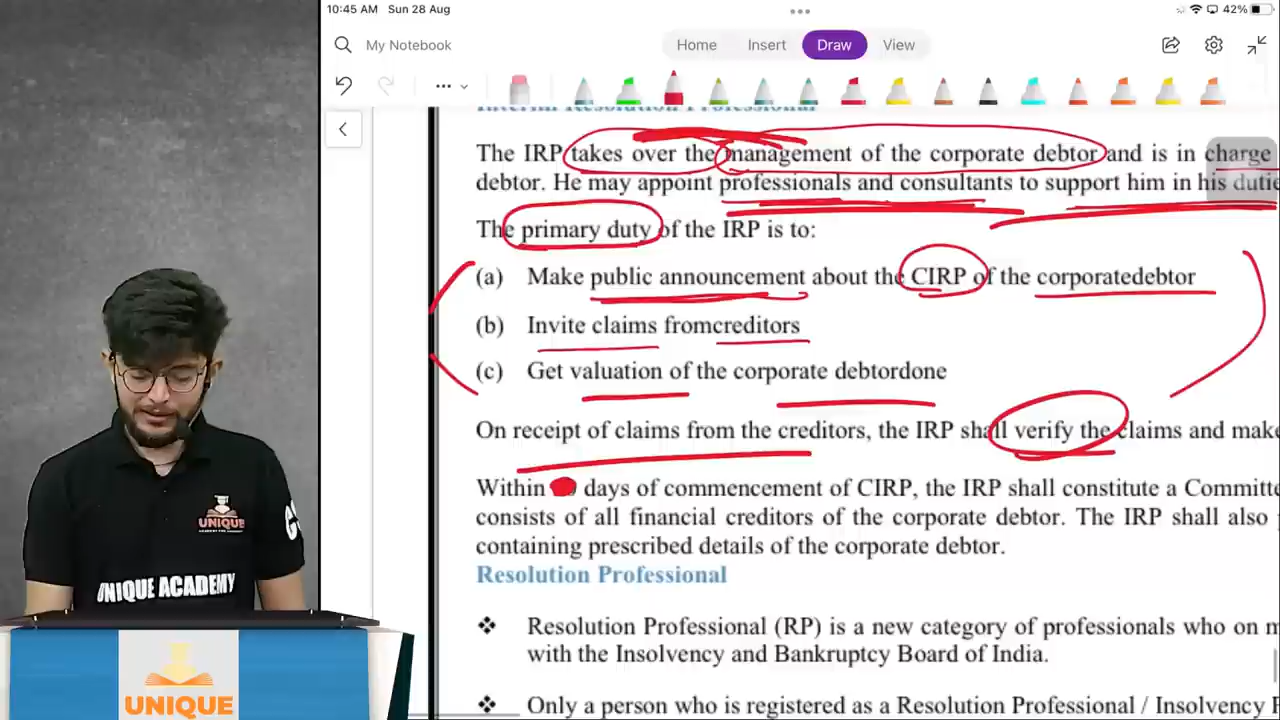 10:45 AM Sun 28 Aug
42%
My Notebook
Home Insert Draw View
The IRP takes over the management of the corporate debtor and is in charge
debtor. He may appoint professionals and consultants to support him in his
The primary duty of the IRP is to:
(a) Make public announcement about the CIRP of the corporatedebtor
(b) Invite claims fromcreditors
(c) Get valuation of the corporate debtordone
On receipt of claims from the creditors, the IRP shall verify the claims and make
Within days of commencement of CIRP, the IRP shall constitute a
consists of all financial creditors of the corporate debtor. The IRP shall also
containing prescribed details of the corporate debtor.
Resolution Professional
❖ Resolution Professional (RP) is a new category of professionals who on
with the Insolvency and Bankruptcy Board of India.
❖ Only a person who is registered as a Resolution Professional / Insolvency
UNIQUE
UNIQUE ACADEMY
UNIQUE